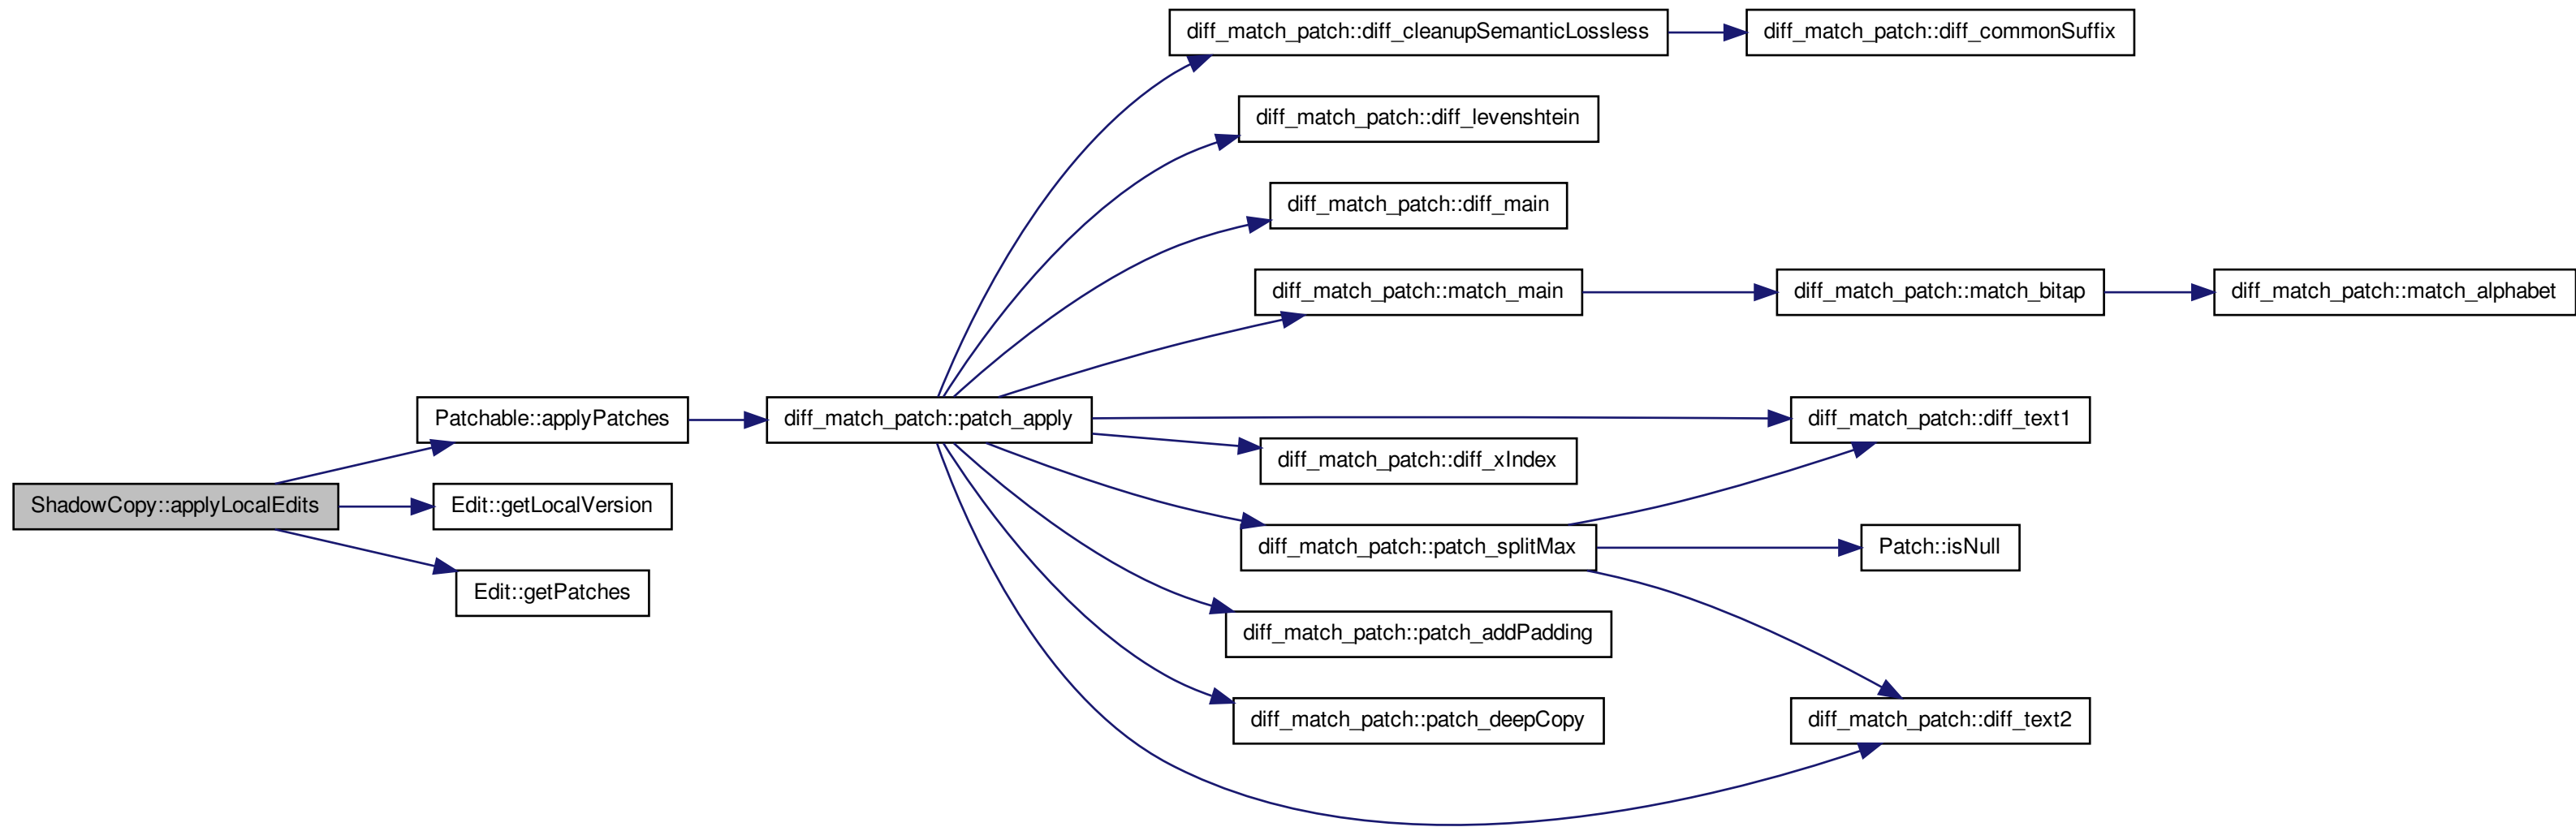 diff_match_patch::diff_cleanupSemanticLossless
diff_match_patch::diff_commonSuffix
diff_match_patch::diff_levenshtein
diff_match_patch::diff_main
diff_match_patch::match_main
diff_match_patch::match_bitap
diff_match_patch::match_alphabet
Patchable::applyPatches
diff_match_patch::patch_apply
diff_match_patch::diff_text1
diff_match_patch::diff_xIndex
ShadowCopy::applyLocalEdits
Edit::getLocalVersion
diff_match_patch::patch_splitMax
Patch::isNull
Edit::getPatches
diff_match_patch::patch_addPadding
diff_match_patch::patch_deepCopy
diff_match_patch::diff_text2